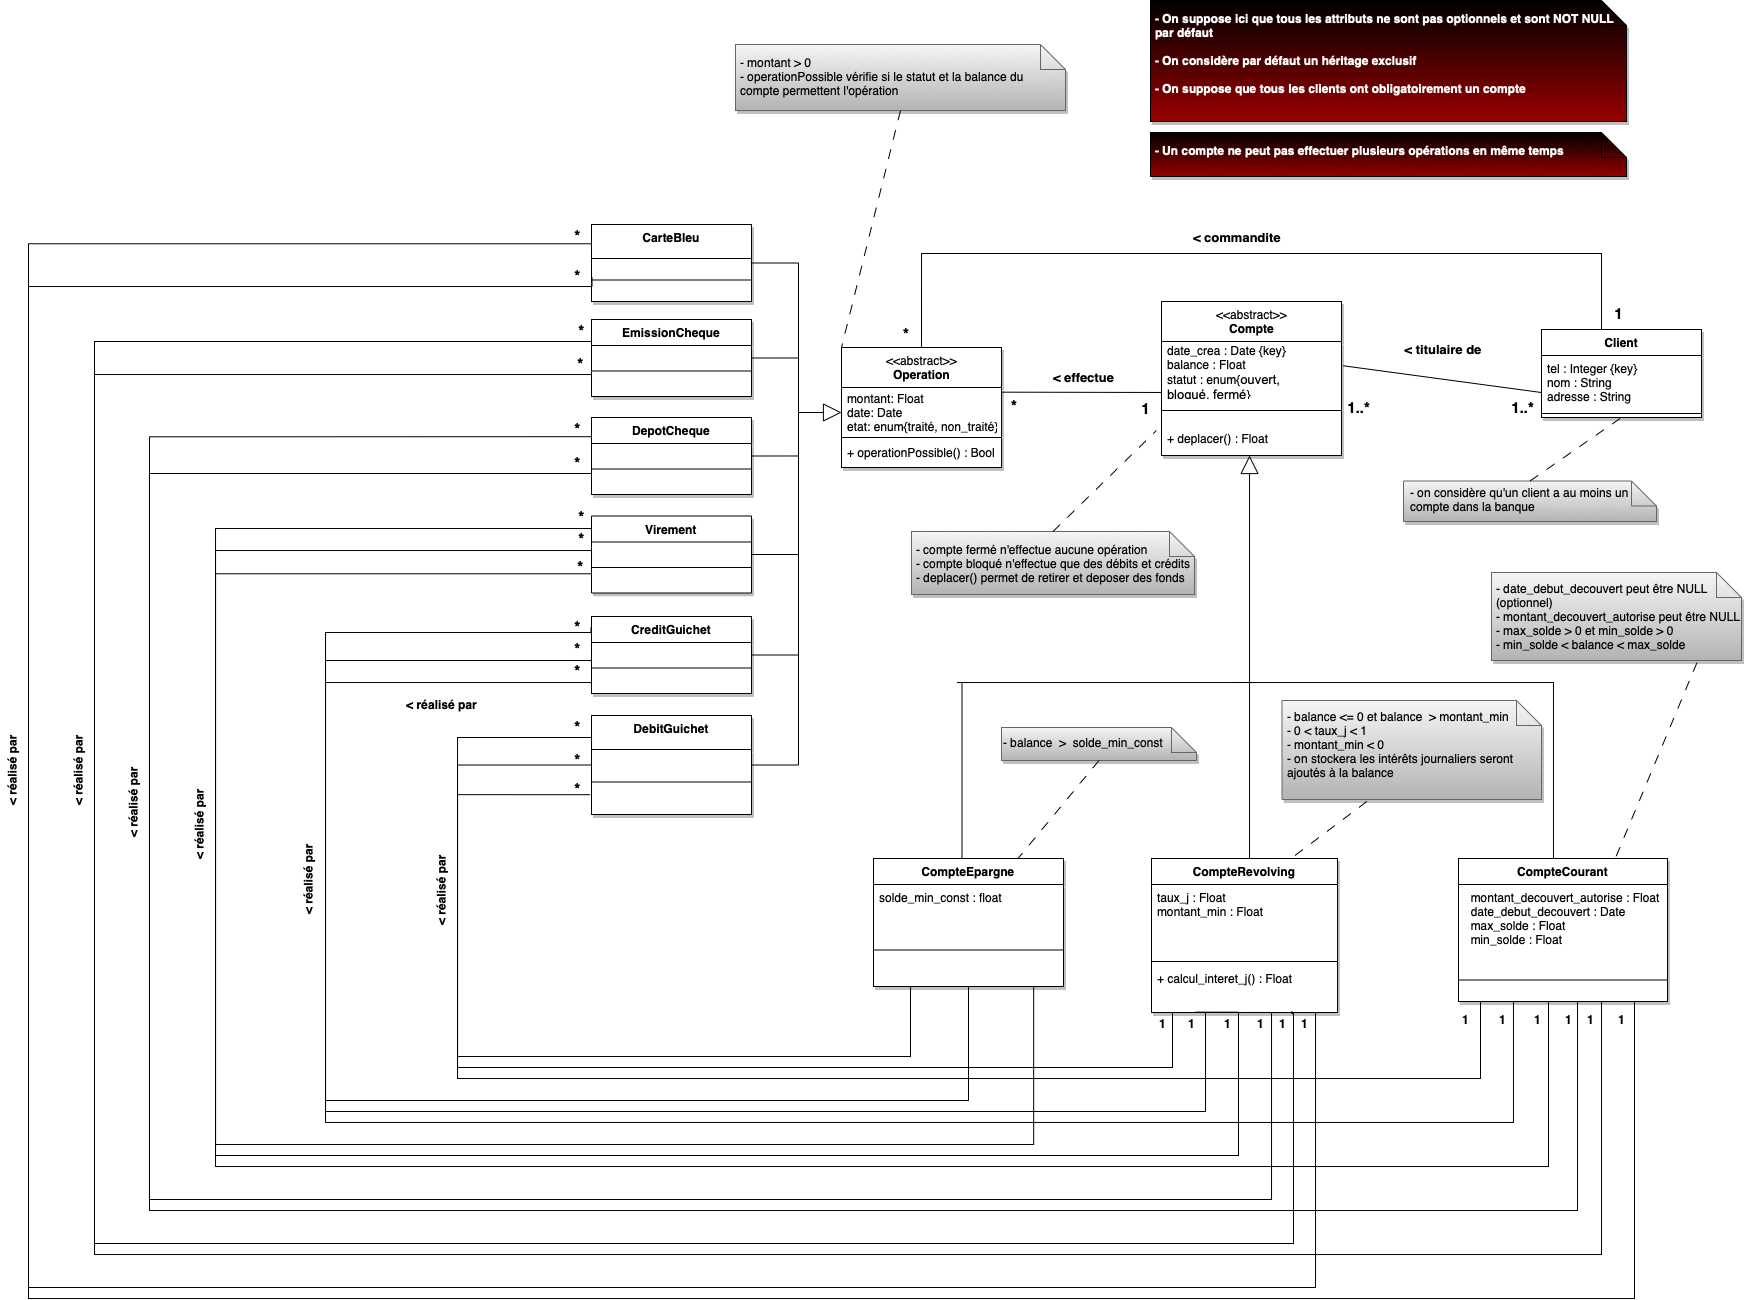 - On suppose ici que tous les attributs ne sont pas optionnels et sont NOT NULL
par défaut
- On considère par défaut un héritage exclusif
- On suppose que tous les clients ont obligatoirement un compte
- Un compte ne peut pas effectuer plusieurs opérations en même temps
- montant > 0
- operationPossible vérifie si le statut et la balance du
compte permettent l'opération
< commandite
*
1
CarteBleu
*
*
EmissionCheque
*
*
DepotCheque
*
*
Virement
*
*
*
CreditGuichet
*
*
*
DebitGuichet
*
*
*
<<abstract>>
Operation
montant: Float
date: Date
etat: enum{traité, non_traité}
+ operationPossible() : Bool
< effectue
*
1
<<abstract>>
Compte
date_crea : Date {key}
balance : Float
statut : enum{ouvert,
bloqué, fermé}
+ deplacer() : Float
< titulaire de
1..*
1..*
Client
tel : Integer {key}
nom : String
adresse : String
- on considère qu'un client a au moins un
compte dans la banque
- compte fermé n'effectue aucune opération
- compte bloqué n'effectue que des débits et crédits
- deplacer() permet de retirer et deposer des fonds
- date_debut_decouvert peut être NULL
(optionnel)
- montant_decouvert_autorise peut être NULL
- max_solde > 0 et min_solde > 0
- min_solde < balance < max_solde
- balance <= 0 et balance > montant_min
- 0 < taux_j < 1
- montant_min < 0
- on stockera les intérêts journaliers seront
ajoutés à la balance
- balance > solde_min_const
< réalisé par
< réalisé par
< réalisé par
< réalisé par
< réalisé par
< réalisé par
< réalisé par
CompteEpargne
solde_min_const : float
CompteRevolving
taux_j : Float
montant_min : Float
+ calcul_interet_j() : Float
CompteCourant
montant_decouvert_autorise : Float
date_debut_decouvert : Date
max_solde : Float
min_solde : Float
1 1 1 1 1 1
1 1 1 1 1 1